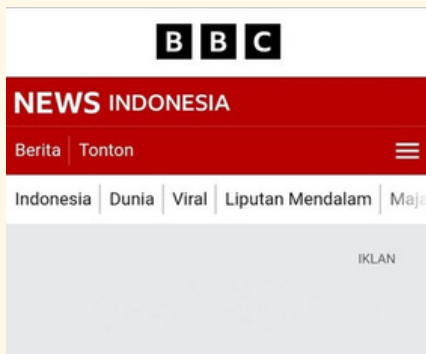 BBC
NEWS INDONESIA
Berita Tonton
Indonesia Dunia Viral Liputan Mendalam
IKLAN